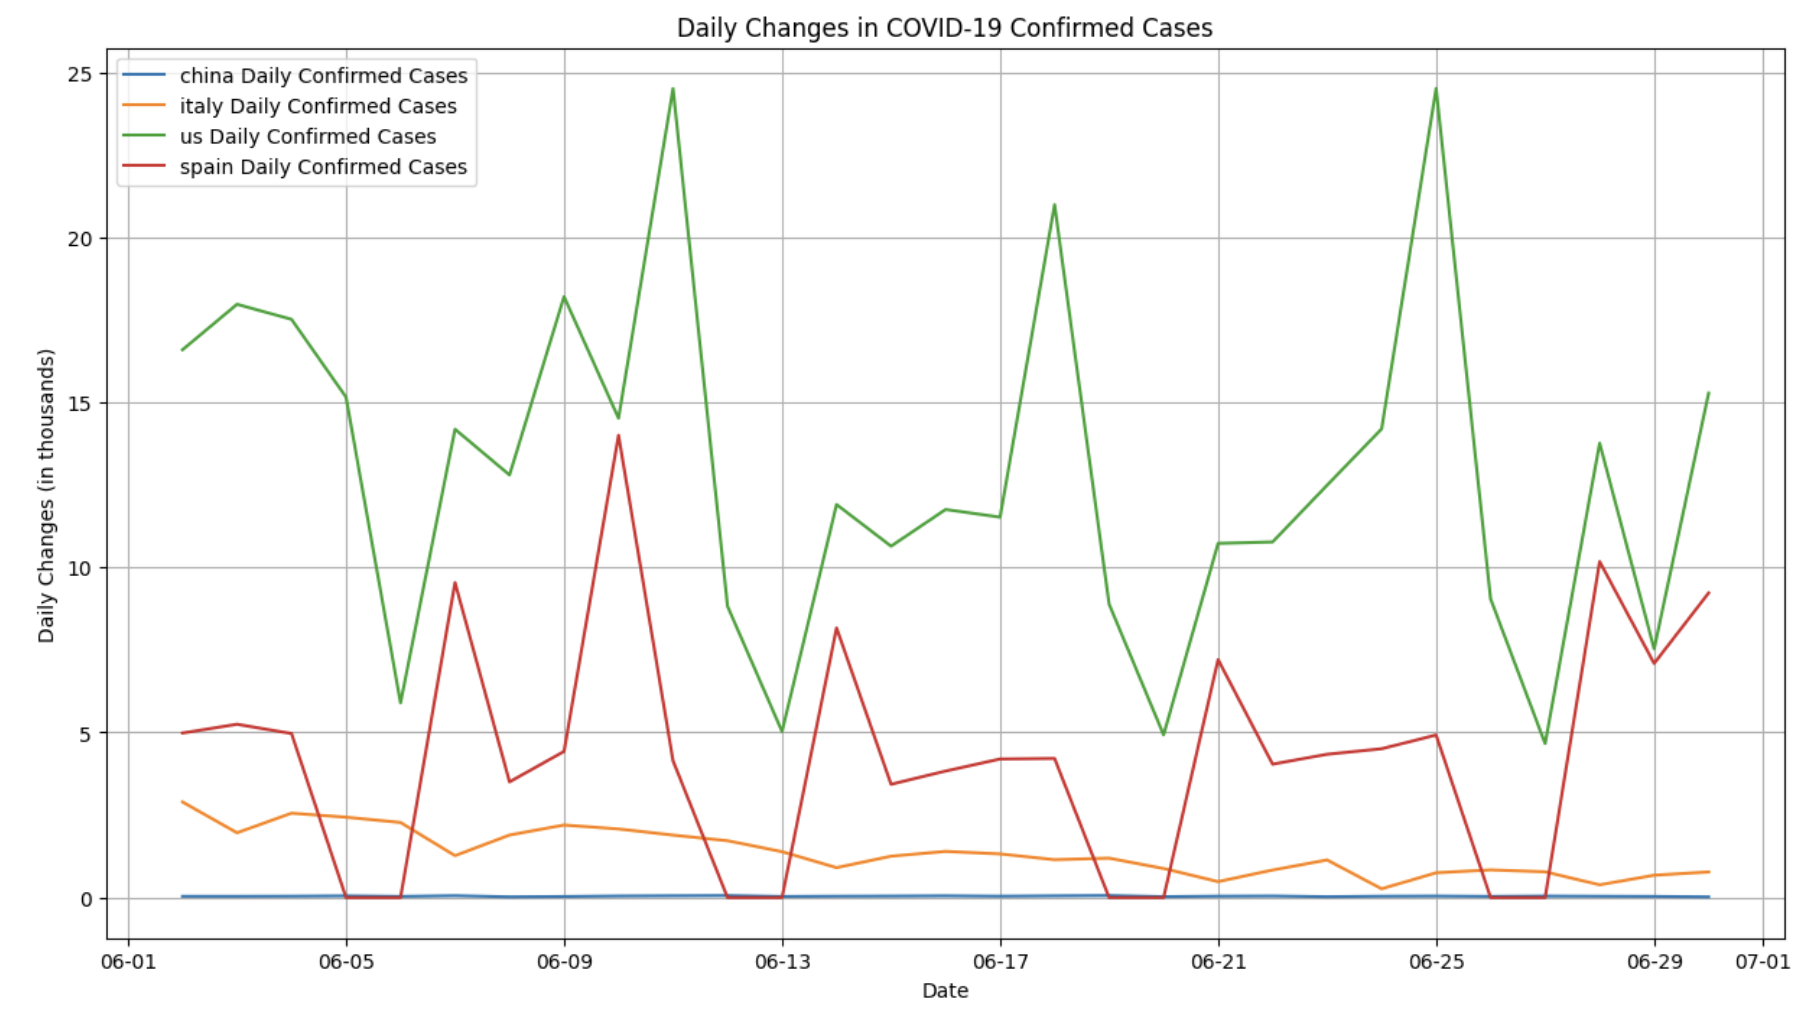 Daily Changes in COVID-19 Confirmed Cases
china Daily Confirmed Cases
italy Daily Confirmed Cases
us Daily Confirmed Cases
spain Daily Confirmed Cases
Daily Changes (in thousands)
25
20
15
10
5
0
06-01 06-05 06-09 06-13 06-17 06-21 06-25 06-29 07-01
Date